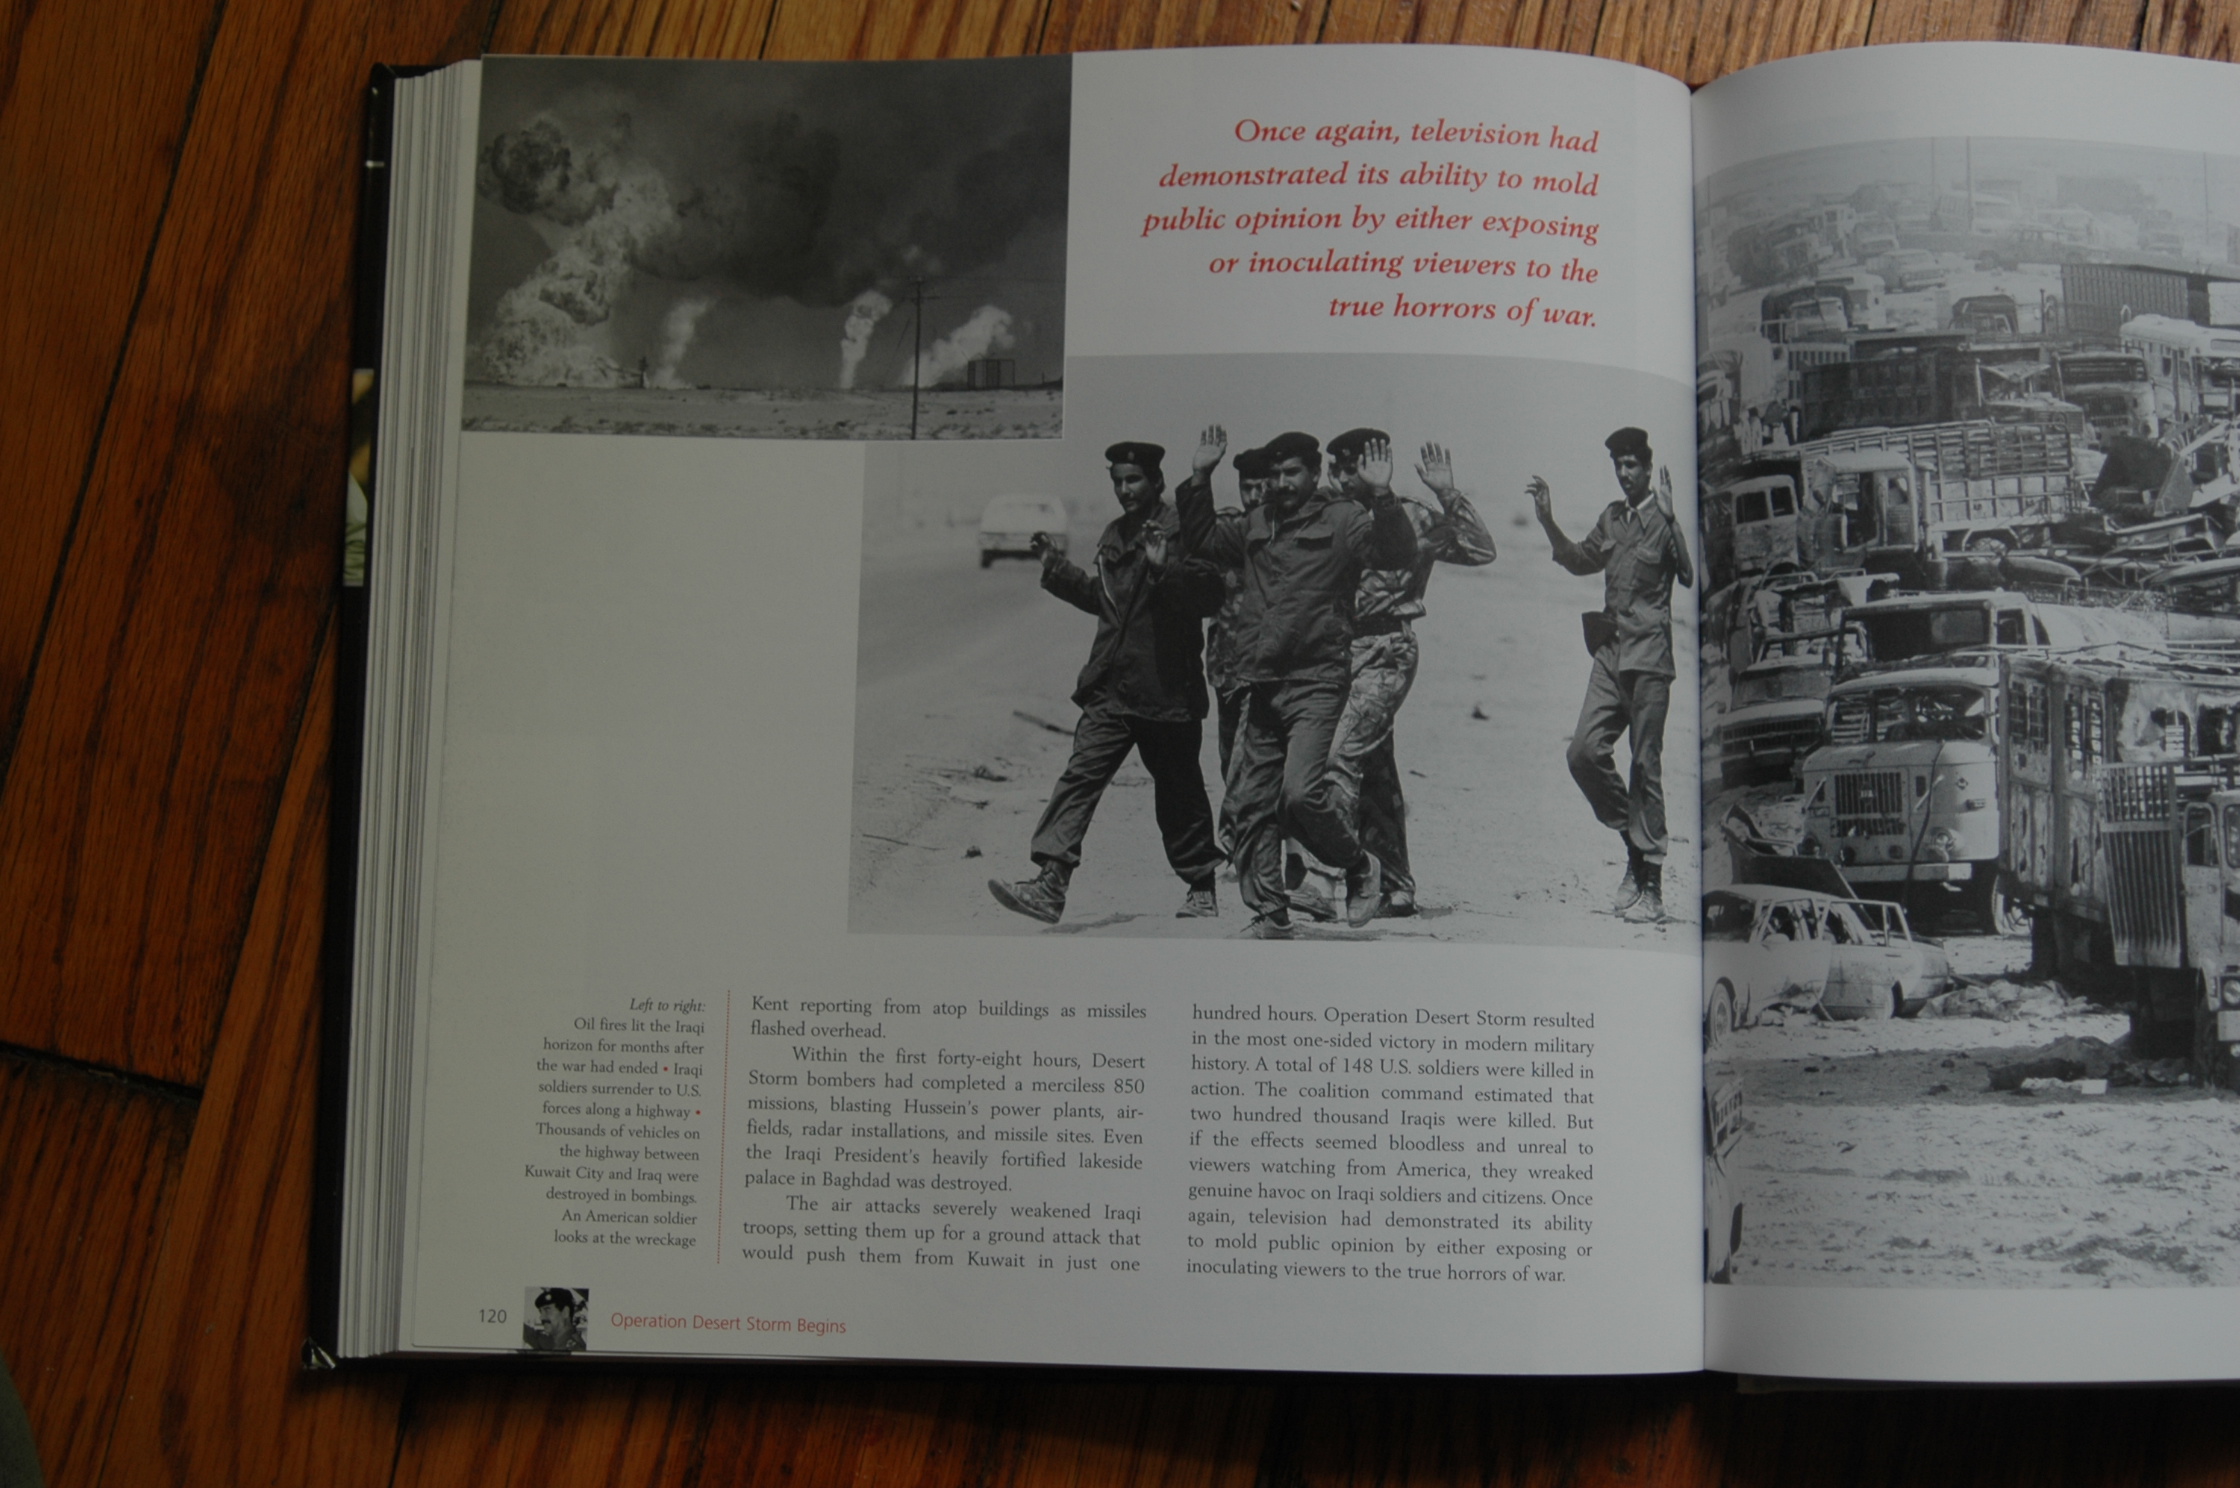 Once again, television had
demonstrated its ability to mold
public opinion by either exposing
or inoculating viewers to the
true horrors of war.
Left to right:
Oil fires lit the Iraqi
horizon for months after
the war had ended • Iraqi
soldiers surrender to U.S.
forces along a highway •
Thousands of vehicles on
the highway between
Kuwait City and Iraq were
destroyed in bombings.
An American soldier
looks at the wreckage
Kent reporting from atop buildings as missiles
flashed overhead.
Within the first forty-eight hours, Desert
Storm bombers had completed a merciless 850
missions, blasting Hussein's power plants, air-
fields, radar installations, and missile sites. Even
the Iraqi President's heavily fortified lakeside
palace in Baghdad was destroyed.
The air attacks severely weakened Iraqi
troops, setting them up for a ground attack that
would push them from Kuwait in just one
hundred hours. Operation Desert Storm resulted
in the most one-sided victory in modern military
history. A total of 148 U.S. soldiers were killed in
action. The coalition command estimated that
two hundred thousand Iraqis were killed. But
if the effects seemed bloodless and unreal to
viewers watching from America, they wreaked
genuine havoc on Iraqi soldiers and citizens. Once
again, television had demonstrated its ability
to mold public opinion by either exposing or
inoculating viewers to the true horrors of war.
120
Operation Desert Storm Begins